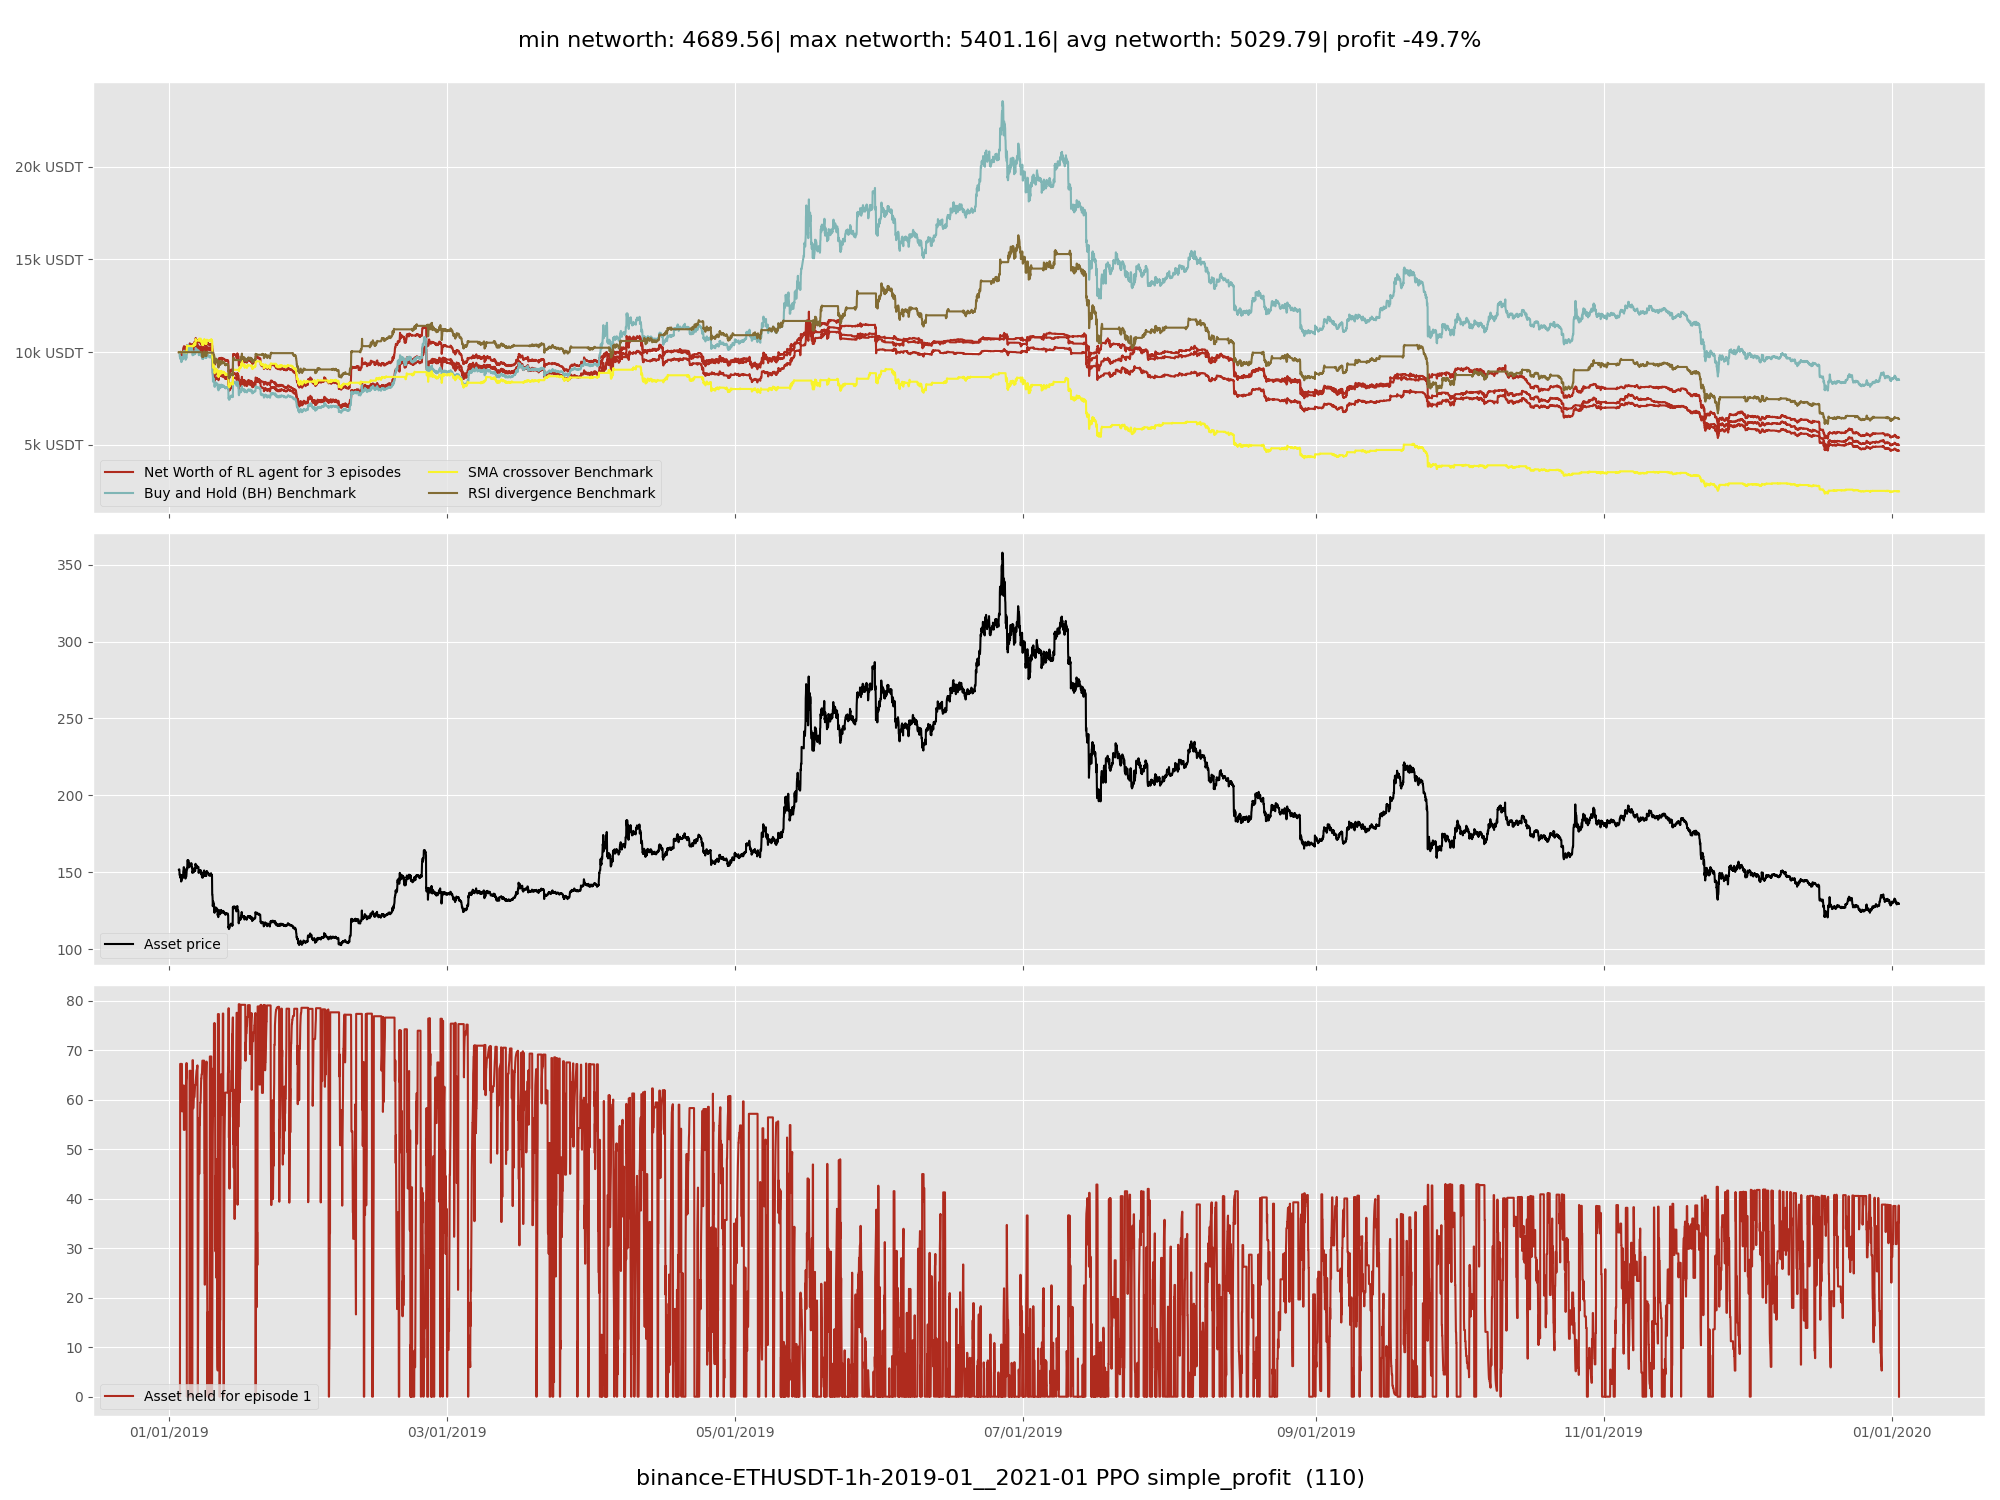 min networth: 4689.56| max networth: 5401.16| avg networth: 5029.79| profit -49.7%
20k USDT
15k USDT
10k USDT
5k USDT
Net Worth of RL agent for 3 episodes
Buy and Hold (BH) Benchmark
SMA crossover Benchmark
RSI divergence Benchmark
350
300
250
200
150
100
Asset price
80
70
60
50
40
30
20
10
0
Asset held for episode 1
01/01/2019 03/01/2019 05/01/2019 07/01/2019 09/01/2019 11/01/2019 01/01/2020
binance-ETHUSDT-1h-2019-01__2021-01 PPO simple_profit  (110)